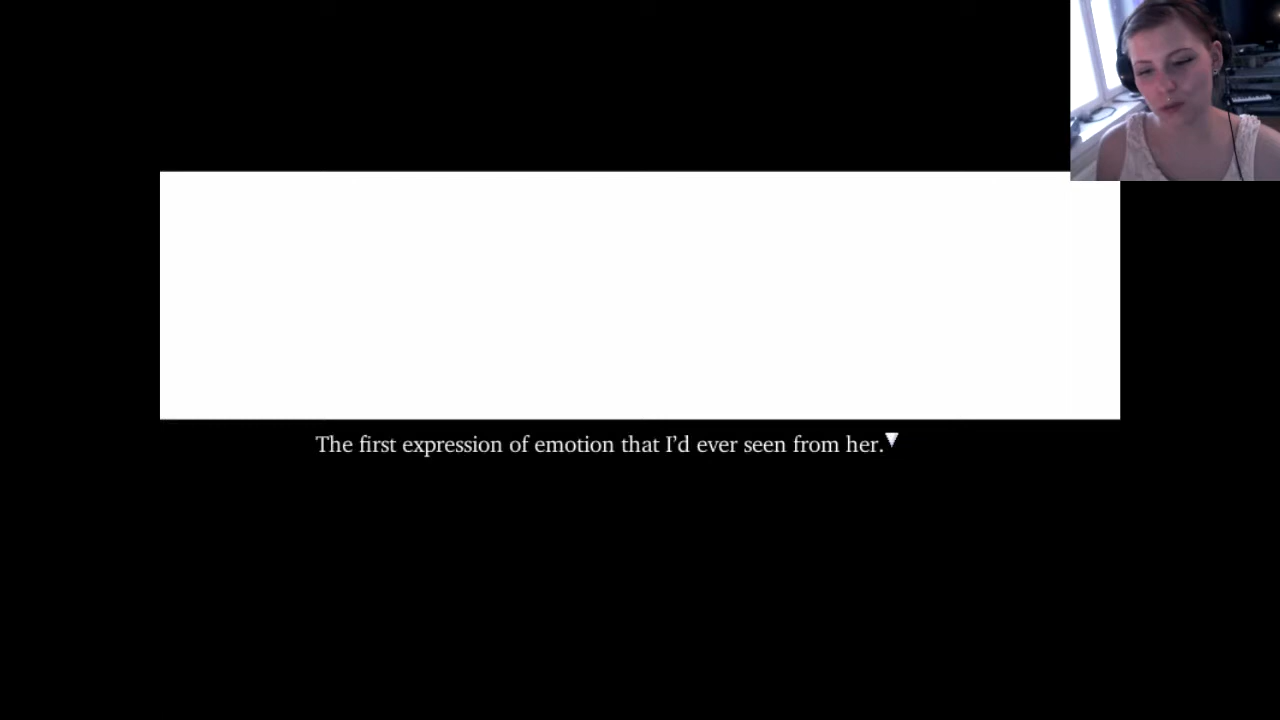 The first expression of emotion that I'd ever seen from her.